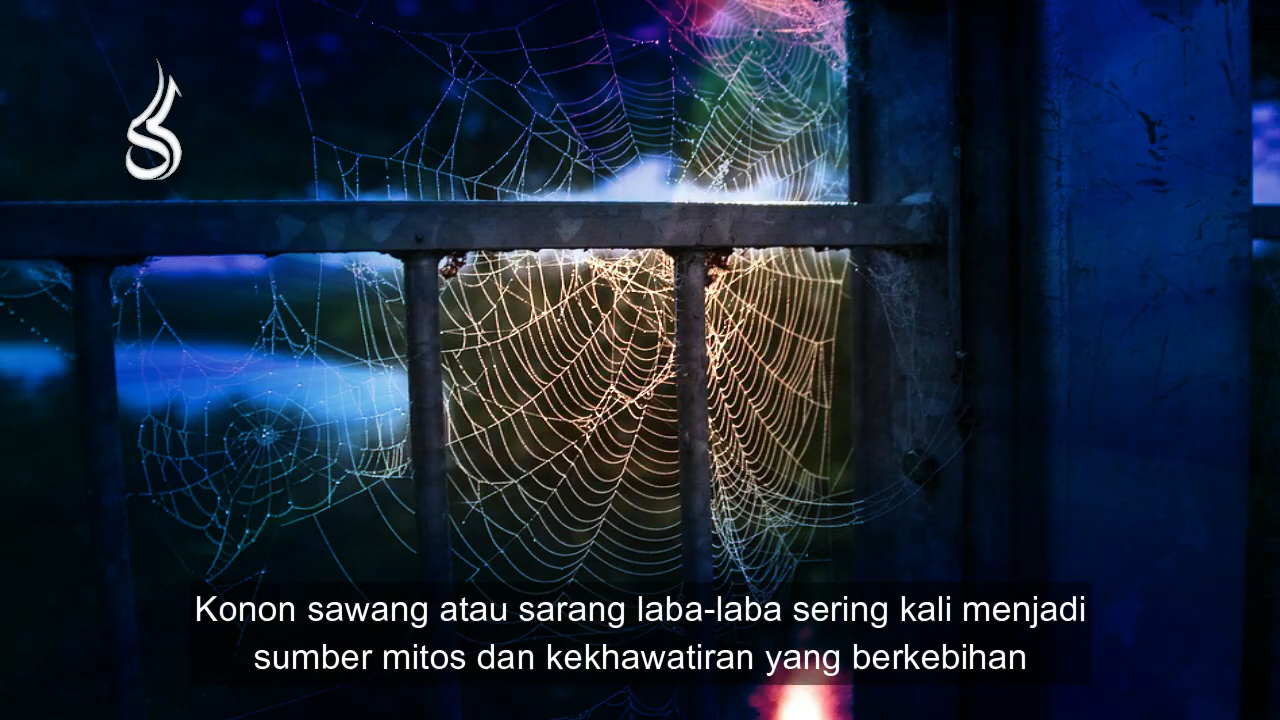 Konon sawang atau sarang laba-laba sering kali menjadi
sumber mitos dan kekhawatiran yang berkebihan